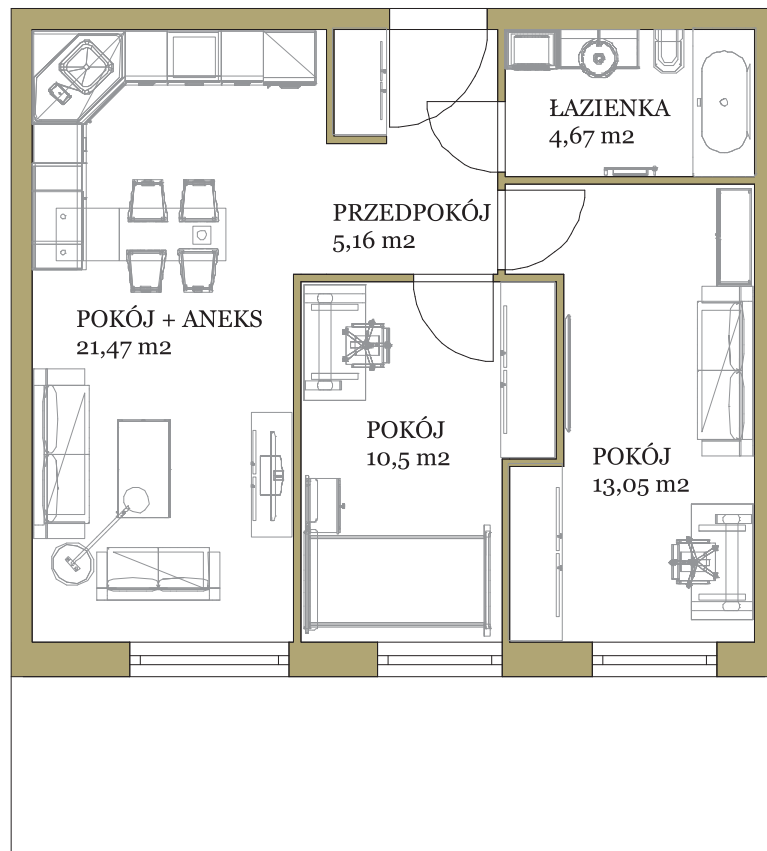 ŁAZIENKA
4,67 m2
PRZEDPOKÓJ
5,16 m2
POKÓJ + ANEKS
21,47 m2
POKÓJ
10,5 m2
POKÓJ
13,05 m2